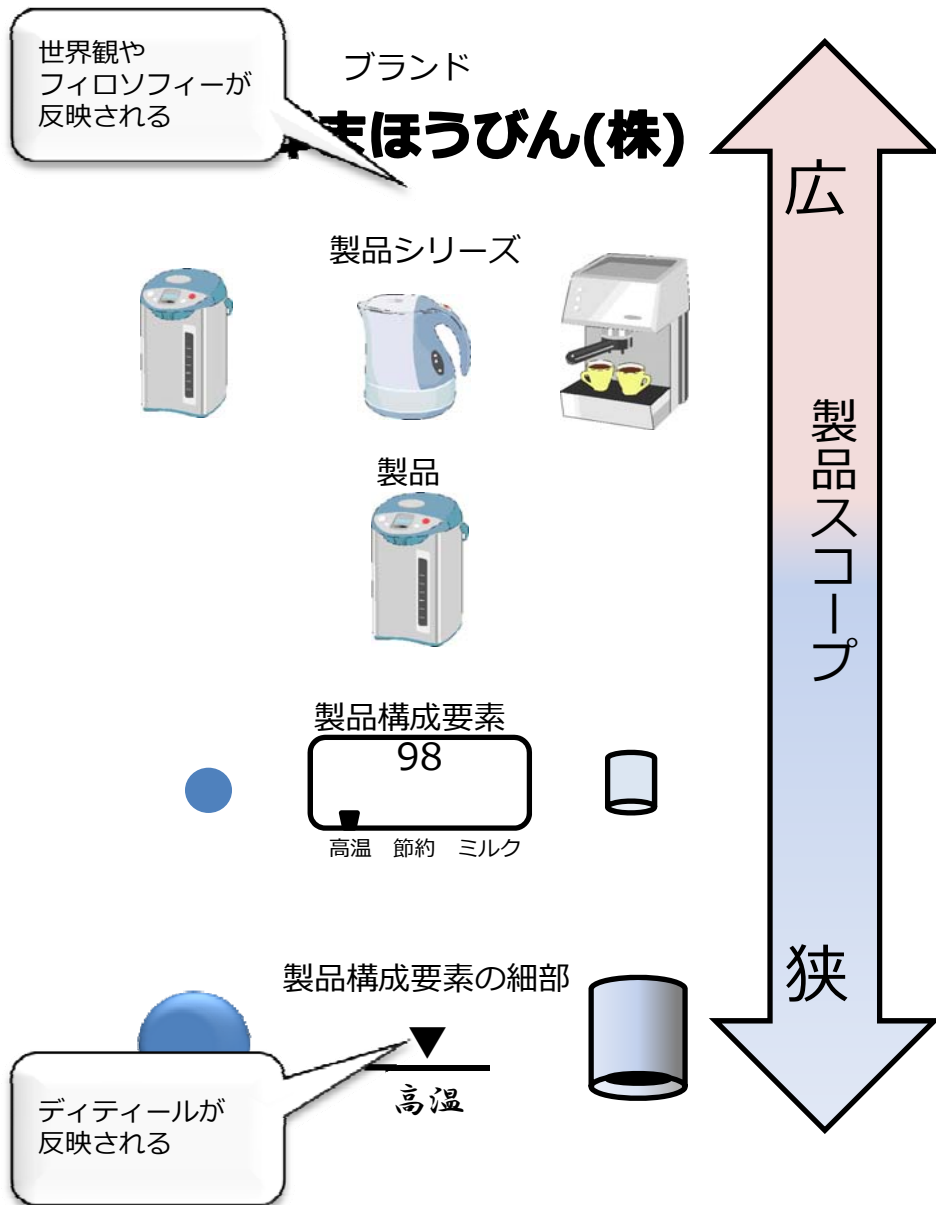 世界観や
フィロソフィーが
反映される
ブランド
まほうびん(株)
広
製品シリーズ
製品スコープ
製品
製品構成要素
98
高温 節約 ミルク
狭
製品構成要素の細部
高温
ディティールが
反映される